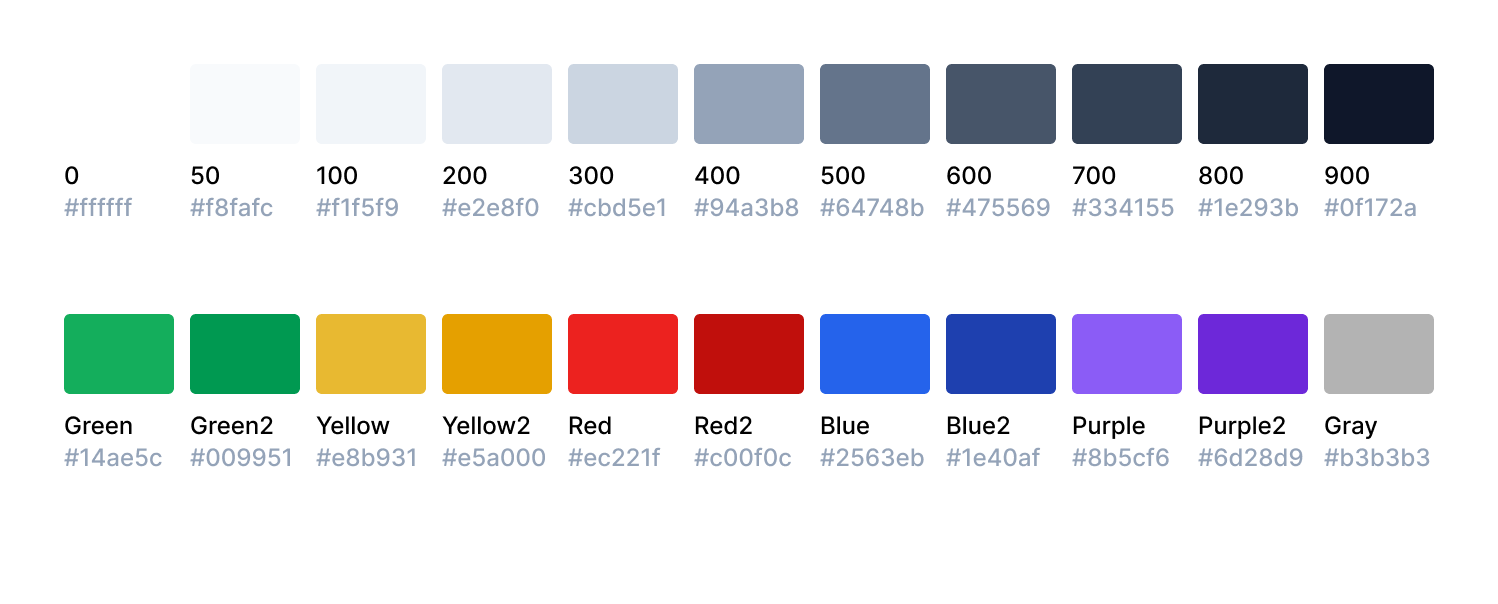 0 50 100 200 300 400 500 600 700 800 900
#ffffff #f8fafc #f1f5f9 #e2e8f0 #cbd5e1 #94a3b8 #64748b #475569 #334155 #1e293b #0f172a
Green Green2 Yellow Yellow2 Red Red2 Blue Blue2 Purple Purple2 Gray
#14ae5c #009951 #e8b931 #e5a000 #ec221f #c00f0c #2563eb #1e40af #8b5cf6 #6d28d9 #b3b3b3